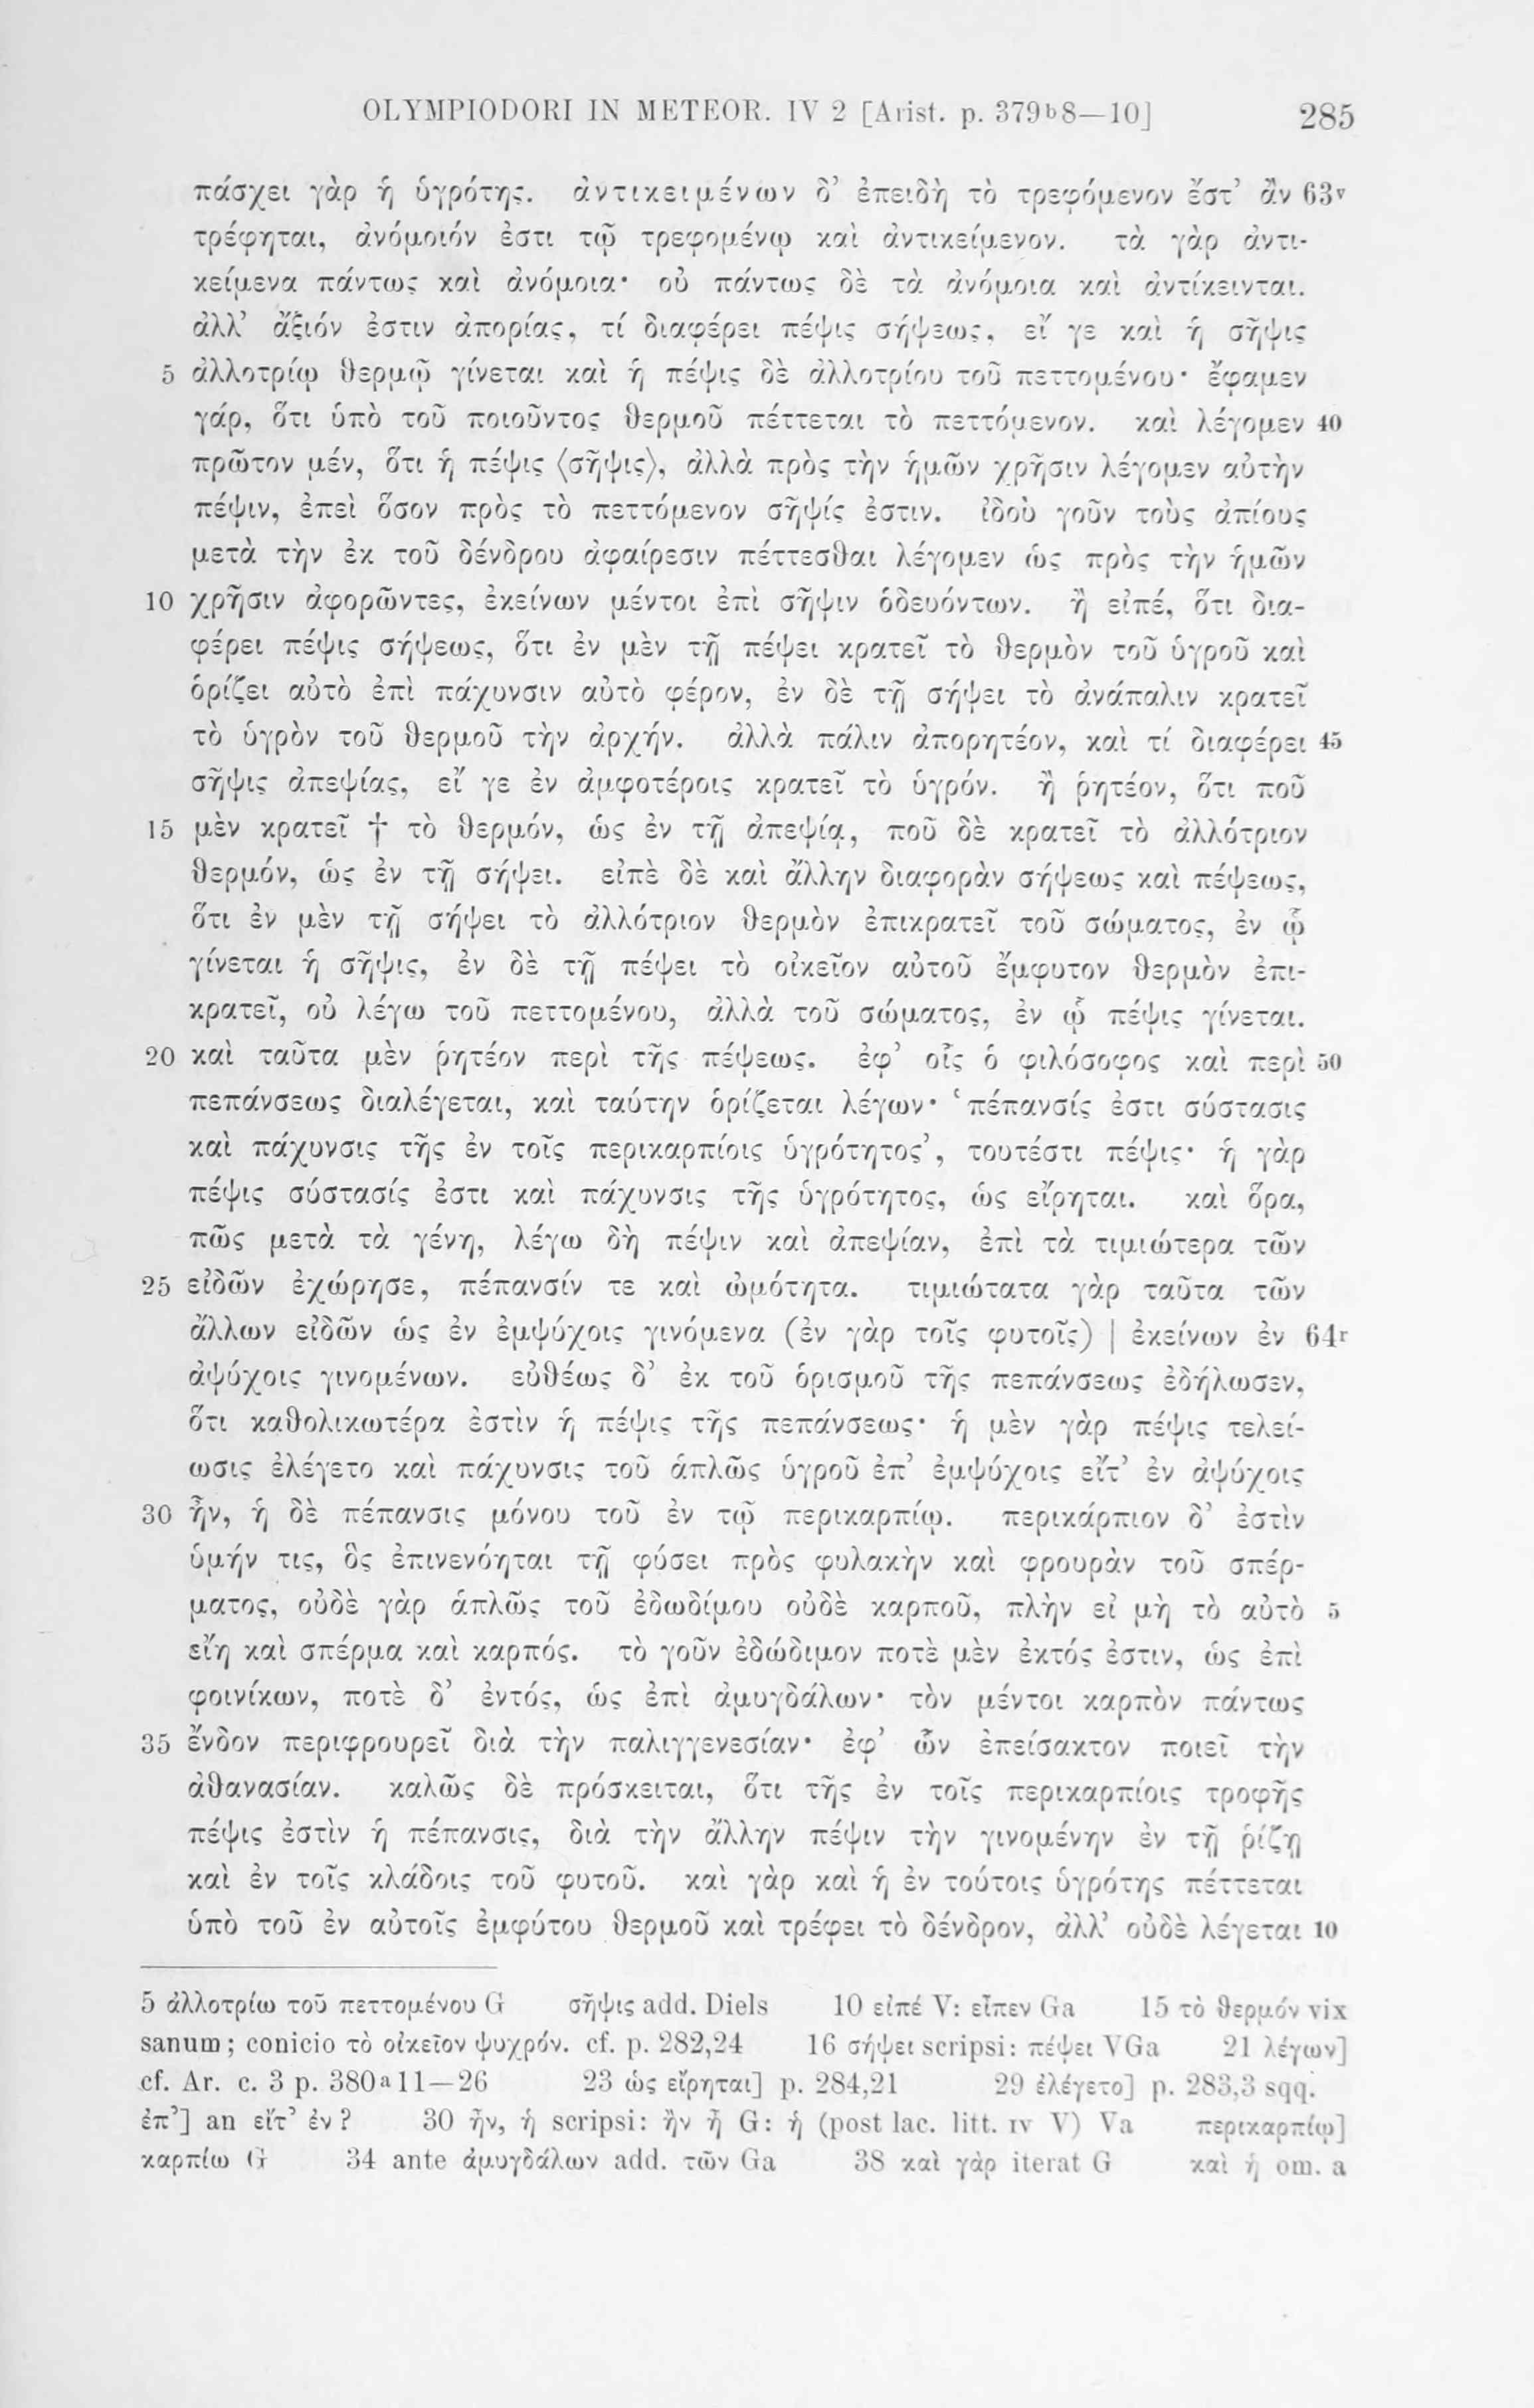 OLYMPIODORI IN METEOR. IV 2 [Arist. p. 379b8—10] 285
πάσχει γὰρ ἡ ὑγρότης. ἀντικειμένων δ’ ἐπειδὴ τὸ τρεφόμενον ἔστ’ ἂν 63v
τρέφηται, ἀνόμοιόν ἐστι τῷ τρεφομένῳ καὶ ἀντικείμενον. τὰ γὰρ ἀντι-
κείμενα πάντως καὶ ἀνόμοια· οὐ πάντως δὲ τὰ ἀνόμοια καὶ ἀντίκεινται.
ἀλλ’ ἄξιόν ἐστιν ἀπορίας, τί διαφέρει πέψις σήψεως, εἴ γε καὶ ἡ σῆψις
5 ἀλλοτρίῳ θερμῷ γίνεται καὶ ἡ πέψις δὲ ἀλλοτρίου τοῦ πεττομένου· ἔφαμεν
γάρ, ὅτι ὑπὸ τοῦ ποιοῦντος θερμοῦ πέττεται τὸ πεττόμενον. καὶ λέγομεν 40
πρῶτον μέν, ὅτι ἡ πέψις ⟨σῆψις⟩, ἀλλὰ πρὸς τὴν ἡμῶν χρῆσιν λέγομεν αὐτὴν
πέψιν, ἐπεὶ ὅσον πρὸς τὸ πεττόμενον σῆψίς ἐστιν. ἰδοὺ γοῦν τοὺς ἀπίους
μετὰ τὴν ἐκ τοῦ δένδρου ἀφαίρεσιν πέττεσθαι λέγομεν ὡς πρὸς τὴν ἡμῶν
10 χρῆσιν ἀφορῶντες, ἐκείνων μέντοι ἐπὶ σῆψιν ὁδευόντων. ἢ εἰπέ, ὅτι δια-
φέρει πέψις σήψεως, ὅτι ἐν μὲν τῇ πέψει κρατεῖ τὸ θερμὸν τοῦ ὑγροῦ καὶ
ὁρίζει αὐτὸ ἐπὶ πάχυνσιν αὐτὸ φέρον, ἐν δὲ τῇ σήψει τὸ ἀνάπαλιν κρατεῖ
τὸ ὑγρὸν τοῦ θερμοῦ τὴν ἀρχήν. ἀλλὰ πάλιν ἀπορητέον, καὶ τί διαφέρει 45
σῆψις ἀπεψίας, εἴ γε ἐν ἀμφοτέροις κρατεῖ τὸ ὑγρόν. ἢ ῥητέον, ὅτι ποῦ
15 μὲν κρατεῖ † τὸ θερμόν, ὡς ἐν τῇ ἀπεψίᾳ, ποῦ δὲ κρατεῖ τὸ ἀλλότριον
θερμόν, ὡς ἐν τῇ σήψει. εἰπὲ δὲ καὶ ἄλλην διαφορὰν σήψεως καὶ πέψεως,
ὅτι ἐν μὲν τῇ σήψει τὸ ἀλλότριον θερμὸν ἐπικρατεῖ τοῦ σώματος, ἐν ᾧ
γίνεται ἡ σῆψις, ἐν δὲ τῇ πέψει τὸ οἰκεῖον αὐτοῦ ἔμφυτον θερμὸν ἐπι-
κρατεῖ, οὐ λέγω τοῦ πεττομένου, ἀλλὰ τοῦ σώματος, ἐν ᾧ πέψις γίνεται.
20 καὶ ταῦτα μὲν ῥητέον περὶ τῆς πέψεως. ἐφ’ οἷς ὁ φιλόσοφος καὶ περὶ 50
πεπάνσεως διαλέγεται, καὶ ταύτην ὁρίζεται λέγων· ‘πέπανσίς ἐστι σύστασις
καὶ πάχυνσις τῆς ἐν τοῖς περικαρπίοις ὑγρότητος’, τουτέστι πέψις· ἡ γὰρ
πέψις σύστασίς ἐστι καὶ πάχυνσις τῆς ὑγρότητος, ὡς εἴρηται. καὶ ὅρα,
πῶς μετὰ τὰ γένη, λέγω δὴ πέψιν καὶ ἀπεψίαν, ἐπὶ τὰ τιμιώτερα τῶν
25 εἰδῶν ἐχώρησε, πέπανσίν τε καὶ ὠμότητα. τιμιώτατα γὰρ ταῦτα τῶν
ἄλλων εἰδῶν ὡς ἐν ἐμψύχοις γινόμενα (ἐν γὰρ τοῖς φυτοῖς) | ἐκείνων ἐν 64r
ἀψύχοις γινομένων. εὐθέως δ’ ἐκ τοῦ ὁρισμοῦ τῆς πεπάνσεως ἐδήλωσεν,
ὅτι καθολικωτέρα ἐστὶν ἡ πέψις τῆς πεπάνσεως· ἡ μὲν γὰρ πέψις τελεί-
ωσις ἐλέγετο καὶ πάχυνσις τοῦ ἁπλῶς ὑγροῦ ἐπ’ ἐμψύχοις εἴτ’ ἐν ἀψύχοις
30 ἦν, ἡ δὲ πέπανσις μόνου τοῦ ἐν τῷ περικαρπίῳ. περικάρπιον δ’ ἐστὶν
ὑμήν τις, ὃς ἐπινενόηται τῇ φύσει πρὸς φυλακὴν καὶ φρουρὰν τοῦ σπέρ-
ματος, οὐδὲ γὰρ ἁπλῶς τοῦ ἐδωδίμου οὐδὲ καρποῦ, πλὴν εἰ μὴ τὸ αὐτὸ 5
εἴη καὶ σπέρμα καὶ καρπός. τὸ γοῦν ἐδώδιμον ποτὲ μὲν ἐκτός ἐστιν, ὡς ἐπὶ
φοινίκων, ποτὲ δ’ ἐντός, ὡς ἐπὶ ἀμυγδάλων· τὸν μέντοι καρπὸν πάντως
35 ἔνδον περιφρουρεῖ διὰ τὴν παλιγγενεσίαν· ἐφ’ ὧν ἐπείσακτον ποιεῖ τὴν
ἀθανασίαν. καλῶς δὲ πρόσκειται, ὅτι τῆς ἐν τοῖς περικαρπίοις τροφῆς
πέψις ἐστὶν ἡ πέπανσις, διὰ τὴν ἄλλην πέψιν τὴν γινομένην ἐν τῇ ῥίζῃ
καὶ ἐν τοῖς κλάδοις τοῦ φυτοῦ. καὶ γὰρ καὶ ἡ ἐν τούτοις ὑγρότης πέττεται
ὑπὸ τοῦ ἐν αὐτοῖς ἐμφύτου θερμοῦ καὶ τρέφει τὸ δένδρον, ἀλλ’ οὐδὲ λέγεται 10
5 ἀλλοτρίω τοῦ πεττομένου G σῆψις add. Diels 10 εἰπέ V: εἶπεν Ga 15 τὸ θερμόν vix
sanum; conicio τὸ οἰκεῖον ψυχρόν. cf. p. 282,24 16 σήψει scripsi: πέψει VGa 21 λέγων]
cf. Ar. c. 3 p. 380a11—26 23 ὡς εἴρηται] p. 284,21 29 ἐλέγετο] p. 283,3 sqq.
ἐπ’] an εἴτ’ ἐν? 30 ἦν, ἡ scripsi: ἢν ἦ G: ἡ (post lac. litt. IV V) Va περικαρπίῳ]
καρπίω G 34 ante ἀμυγδάλων add. τῶν Ga 38 καὶ γὰρ iterat G καὶ ἡ om. a